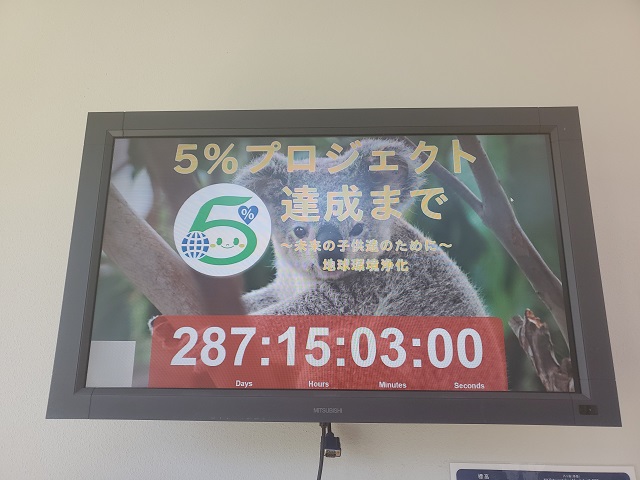 5%プロジェクト
達成まで
5%
～未来の子供達のために～
地球環境浄化
287:15:03:00
Days Hours Minutes Seconds
MITSUBISHI